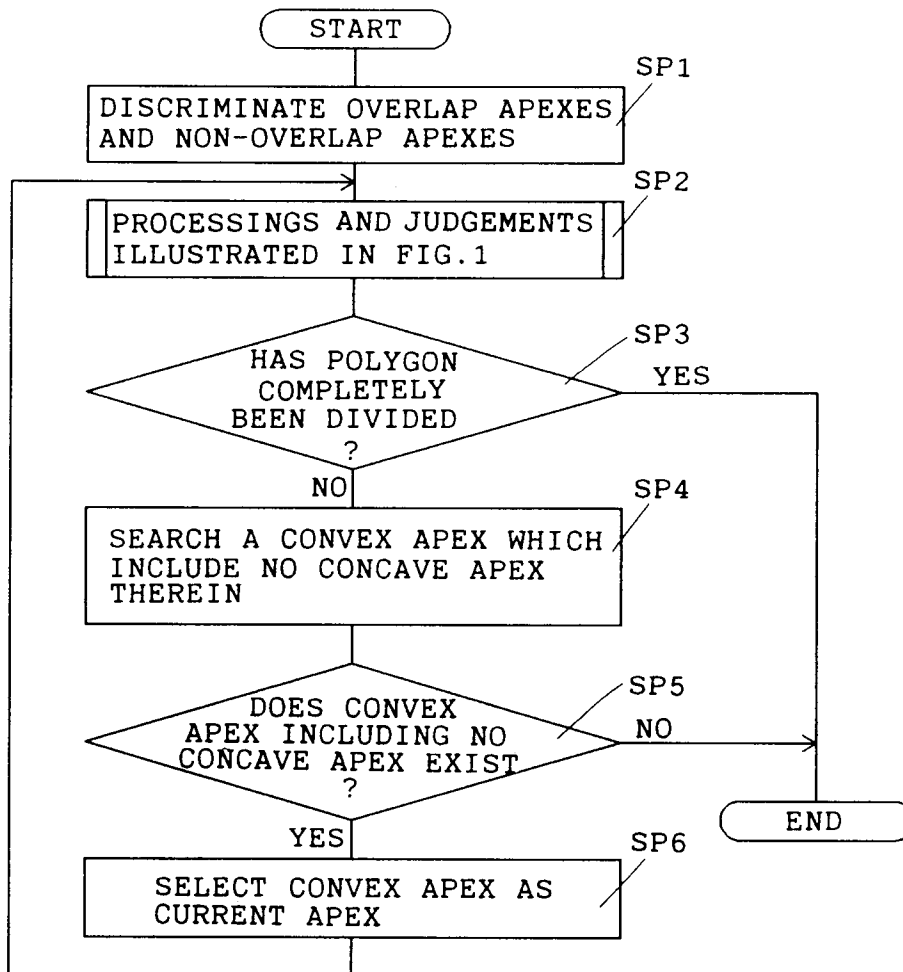 START
SP1
DISCRIMINATE OVERLAP APEXES
AND NON-OVERLAP APEXES
SP2
PROCESSINGS AND JUDGEMENTS
ILLUSTRATED IN FIG.1
SP3
HAS POLYGON
COMPLETELY
BEEN DIVIDED
?
YES
NO
SP4
SEARCH A CONVEX APEX WHICH
INCLUDE NO CONCAVE APEX
THEREIN
SP5
DOES CONVEX
APEX INCLUDING NO
CONCAVE APEX EXIST
?
NO
YES
END
SP6
SELECT CONVEX APEX AS
CURRENT APEX